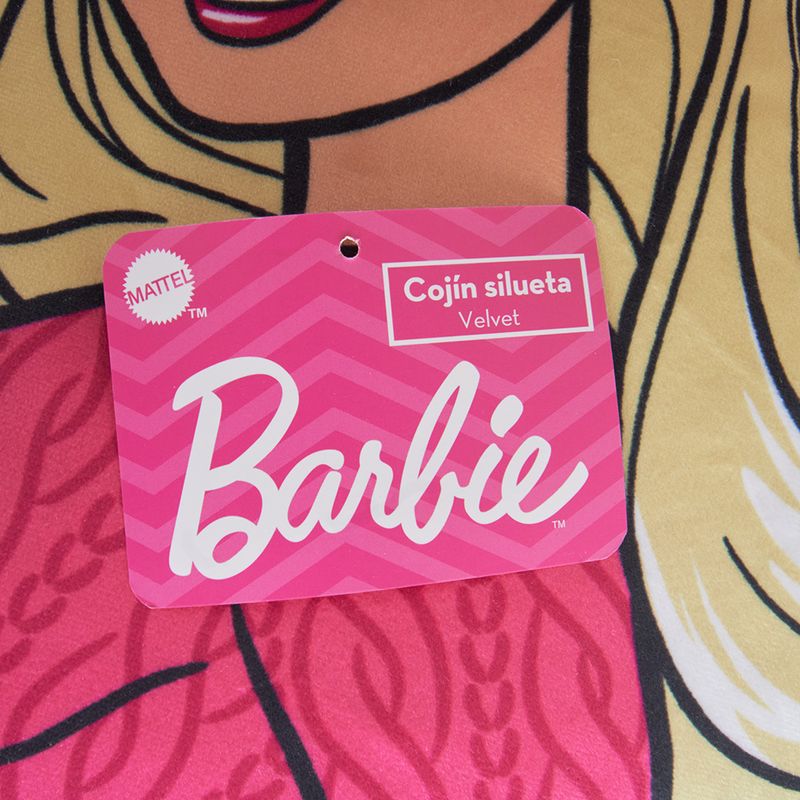 MATTEL
TM
Cojín silueta
Velvet
Barbie
TM